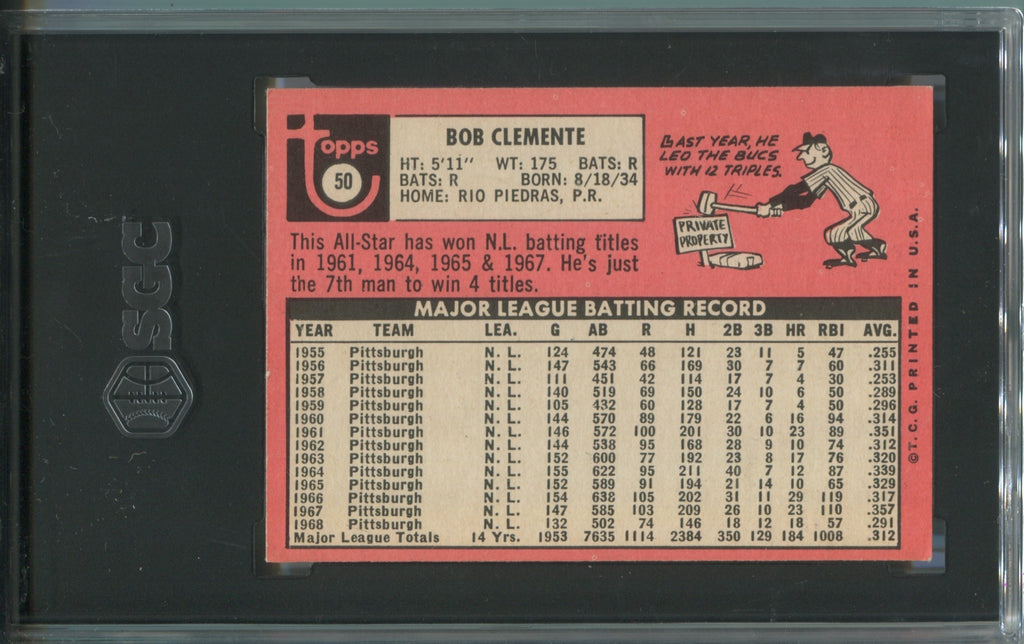 SGC
topps
50
BOB CLEMENTE
HT: 5'11" WT: 175 BATS: R
BATS: R BORN: 8/18/34
HOME: RIO PIEDRAS, P.R.
LAST YEAR, HE
LED THE BUCS
WITH 12 TRIPLES.
PRIVATE
PROPERTY
This All-Star has won N.L. batting titles
in 1961, 1964, 1965 & 1967. He's just
the 7th man to win 4 titles.
MAJOR LEAGUE BATTING RECORD
YEAR TEAM LEA. G AB R H 2B 3B HR RBI AVG.
1955 Pittsburgh N. L. 124 474 48 121 23 11 5 47 .255
1956 Pittsburgh N. L. 147 543 66 169 30 7 7 60 .311
1957 Pittsburgh N. L. 111 451 42 114 17 7 4 30 .253
1958 Pittsburgh N. L. 140 519 69 150 24 10 6 50 .289
1959 Pittsburgh N. L. 105 432 60 128 17 7 4 50 .296
1960 Pittsburgh N. L. 144 570 89 179 22 6 16 94 .314
1961 Pittsburgh N. L. 146 572 100 201 30 10 23 89 .351
1962 Pittsburgh N. L. 144 538 95 168 28 9 10 74 .312
1963 Pittsburgh N. L. 152 600 77 192 23 8 17 76 .320
1964 Pittsburgh N. L. 155 622 95 211 40 7 12 87 .339
1965 Pittsburgh N. L. 152 589 91 194 21 14 10 65 .329
1966 Pittsburgh N. L. 154 638 105 202 31 11 29 119 .317
1967 Pittsburgh N. L. 147 585 103 209 26 10 23 110 .357
1968 Pittsburgh N. L. 132 502 74 146 18 12 18 57 .291
Major League Totals 14 Yrs. 1953 7635 1114 2384 350 129 184 1008 .312
©T.C.G. PRINTED IN U.S.A.